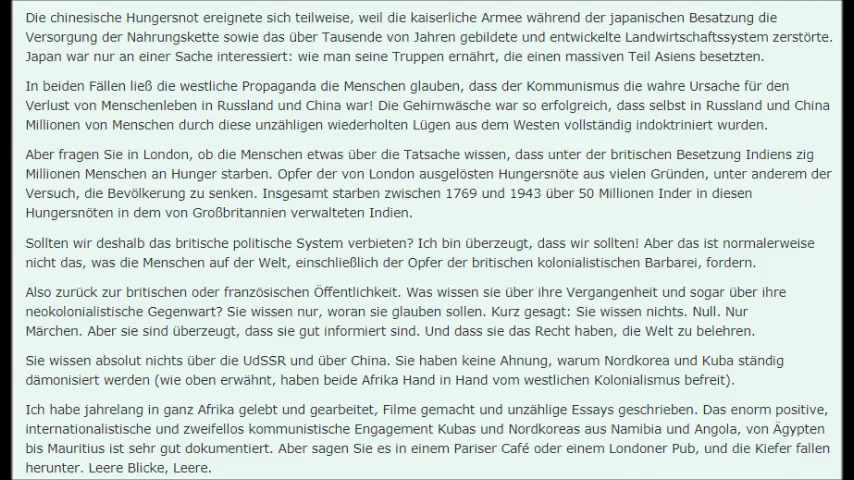 Die chinesische Hungersnot ereignete sich teilweise, weil die kaiserliche Armee während der japanischen Besatzung die
Versorgung der Nahrungskette sowie das über Tausende von Jahren gebildete und entwickelte Landwirtschaftssystem zerstörte.
Japan war nur an einer Sache interessiert: wie man seine Truppen ernährt, die einen massiven Teil Asiens besetzten.
In beiden Fällen ließ die westliche Propaganda die Menschen glauben, dass der Kommunismus die wahre Ursache für den
Verlust von Menschenleben in Russland und China war! Die Gehirnwäsche war so erfolgreich, dass selbst in Russland und China
Millionen von Menschen durch diese unzähligen wiederholten Lügen aus dem Westen vollständig indoktriniert wurden.
Aber fragen Sie in London, ob die Menschen etwas über die Tatsache wissen, dass unter der britischen Besetzung Indiens zig
Millionen Menschen an Hunger starben. Opfer der von London ausgelösten Hungersnöte aus vielen Gründen, unter anderem der
Versuch, die Bevölkerung zu senken. Insgesamt starben zwischen 1769 und 1943 über 50 Millionen Inder in diesen
Hungersnöten in dem von Großbritannien verwalteten Indien.
Sollten wir deshalb das britische politische System verbieten? Ich bin überzeugt, dass wir sollten! Aber das ist normalerweise
nicht das, was die Menschen auf der Welt, einschließlich der Opfer der britischen kolonialistischen Barbarei, fordern.
Also zurück zur britischen oder französischen Öffentlichkeit. Was wissen sie über ihre Vergangenheit und sogar über ihre
neokolonialistische Gegenwart? Sie wissen nur, woran sie glauben sollen. Kurz gesagt: Sie wissen nichts. Null. Nur
Märchen. Aber sie sind überzeugt, dass sie gut informiert sind. Und dass sie das Recht haben, die Welt zu belehren.
Sie wissen absolut nichts über die UdSSR und über China. Sie haben keine Ahnung, warum Nordkorea und Kuba ständig
dämonisiert werden (wie oben erwähnt, haben beide Afrika Hand in Hand vom westlichen Kolonialismus befreit).
Ich habe jahrelang in ganz Afrika gelebt und gearbeitet, Filme gemacht und unzählige Essays geschrieben. Das enorm positive,
internationalistische und zweifellos kommunistische Engagement Kubas und Nordkoreas aus Namibia und Angola, von Ägypten
bis Mauritius ist sehr gut dokumentiert. Aber sagen Sie es in einem Pariser Café oder einem Londoner Pub, und die Kiefer fallen
herunter. Leere Blicke, Leere.